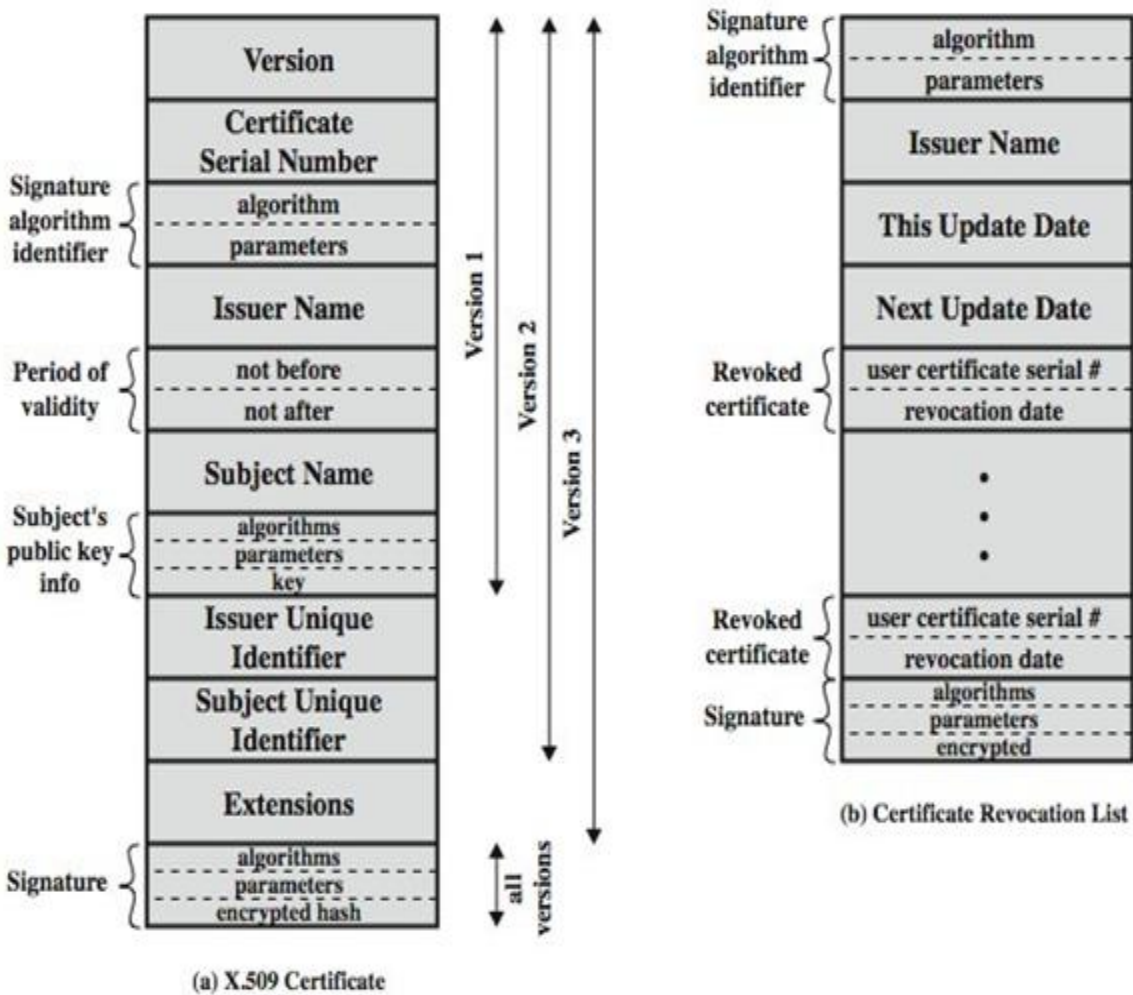 Version
Certificate
Serial Number
Signature
algorithm
identifier
algorithm
parameters
Issuer Name
Period of
validity
not before
not after
Subject Name
Subject's
public key
info
algorithms
parameters
key
Issuer Unique
Identifier
Subject Unique
Identifier
Extensions
Signature
algorithms
parameters
encrypted hash
Version 1
Version 2
Version 3
all
versions
(a) X.509 Certificate
Signature
algorithm
identifier
algorithm
parameters
Issuer Name
This Update Date
Next Update Date
Revoked
certificate
user certificate serial #
revocation date
Revoked
certificate
user certificate serial #
revocation date
Signature
algorithms
parameters
encrypted
(b) Certificate Revocation List